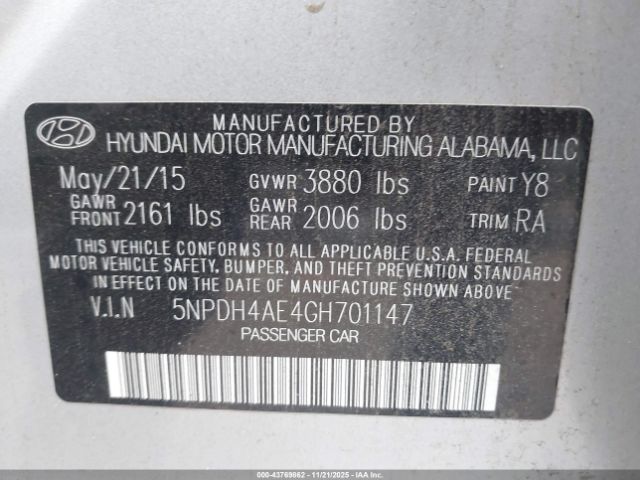 MANUFACTURED BY
HYUNDAI MOTOR MANUFACTURING ALABAMA, LLC
May/21/15 GVWR 3880 lbs PAINT Y8
GAWR FRONT 2161 lbs GAWR REAR 2006 lbs TRIM RA
THIS VEHICLE CONFORMS TO ALL APPLICABLE U.S.A. FEDERAL
MOTOR VEHICLE SAFETY, BUMPER, AND THEFT PREVENTION STANDARDS
IN EFFECT ON THE DATE OF MANUFACTURE SHOWN ABOVE.
V.I.N 5NPDH4AE4GH701147
PASSENGER CAR
000-43769862 - 11/21/2025 - IAAI.COM